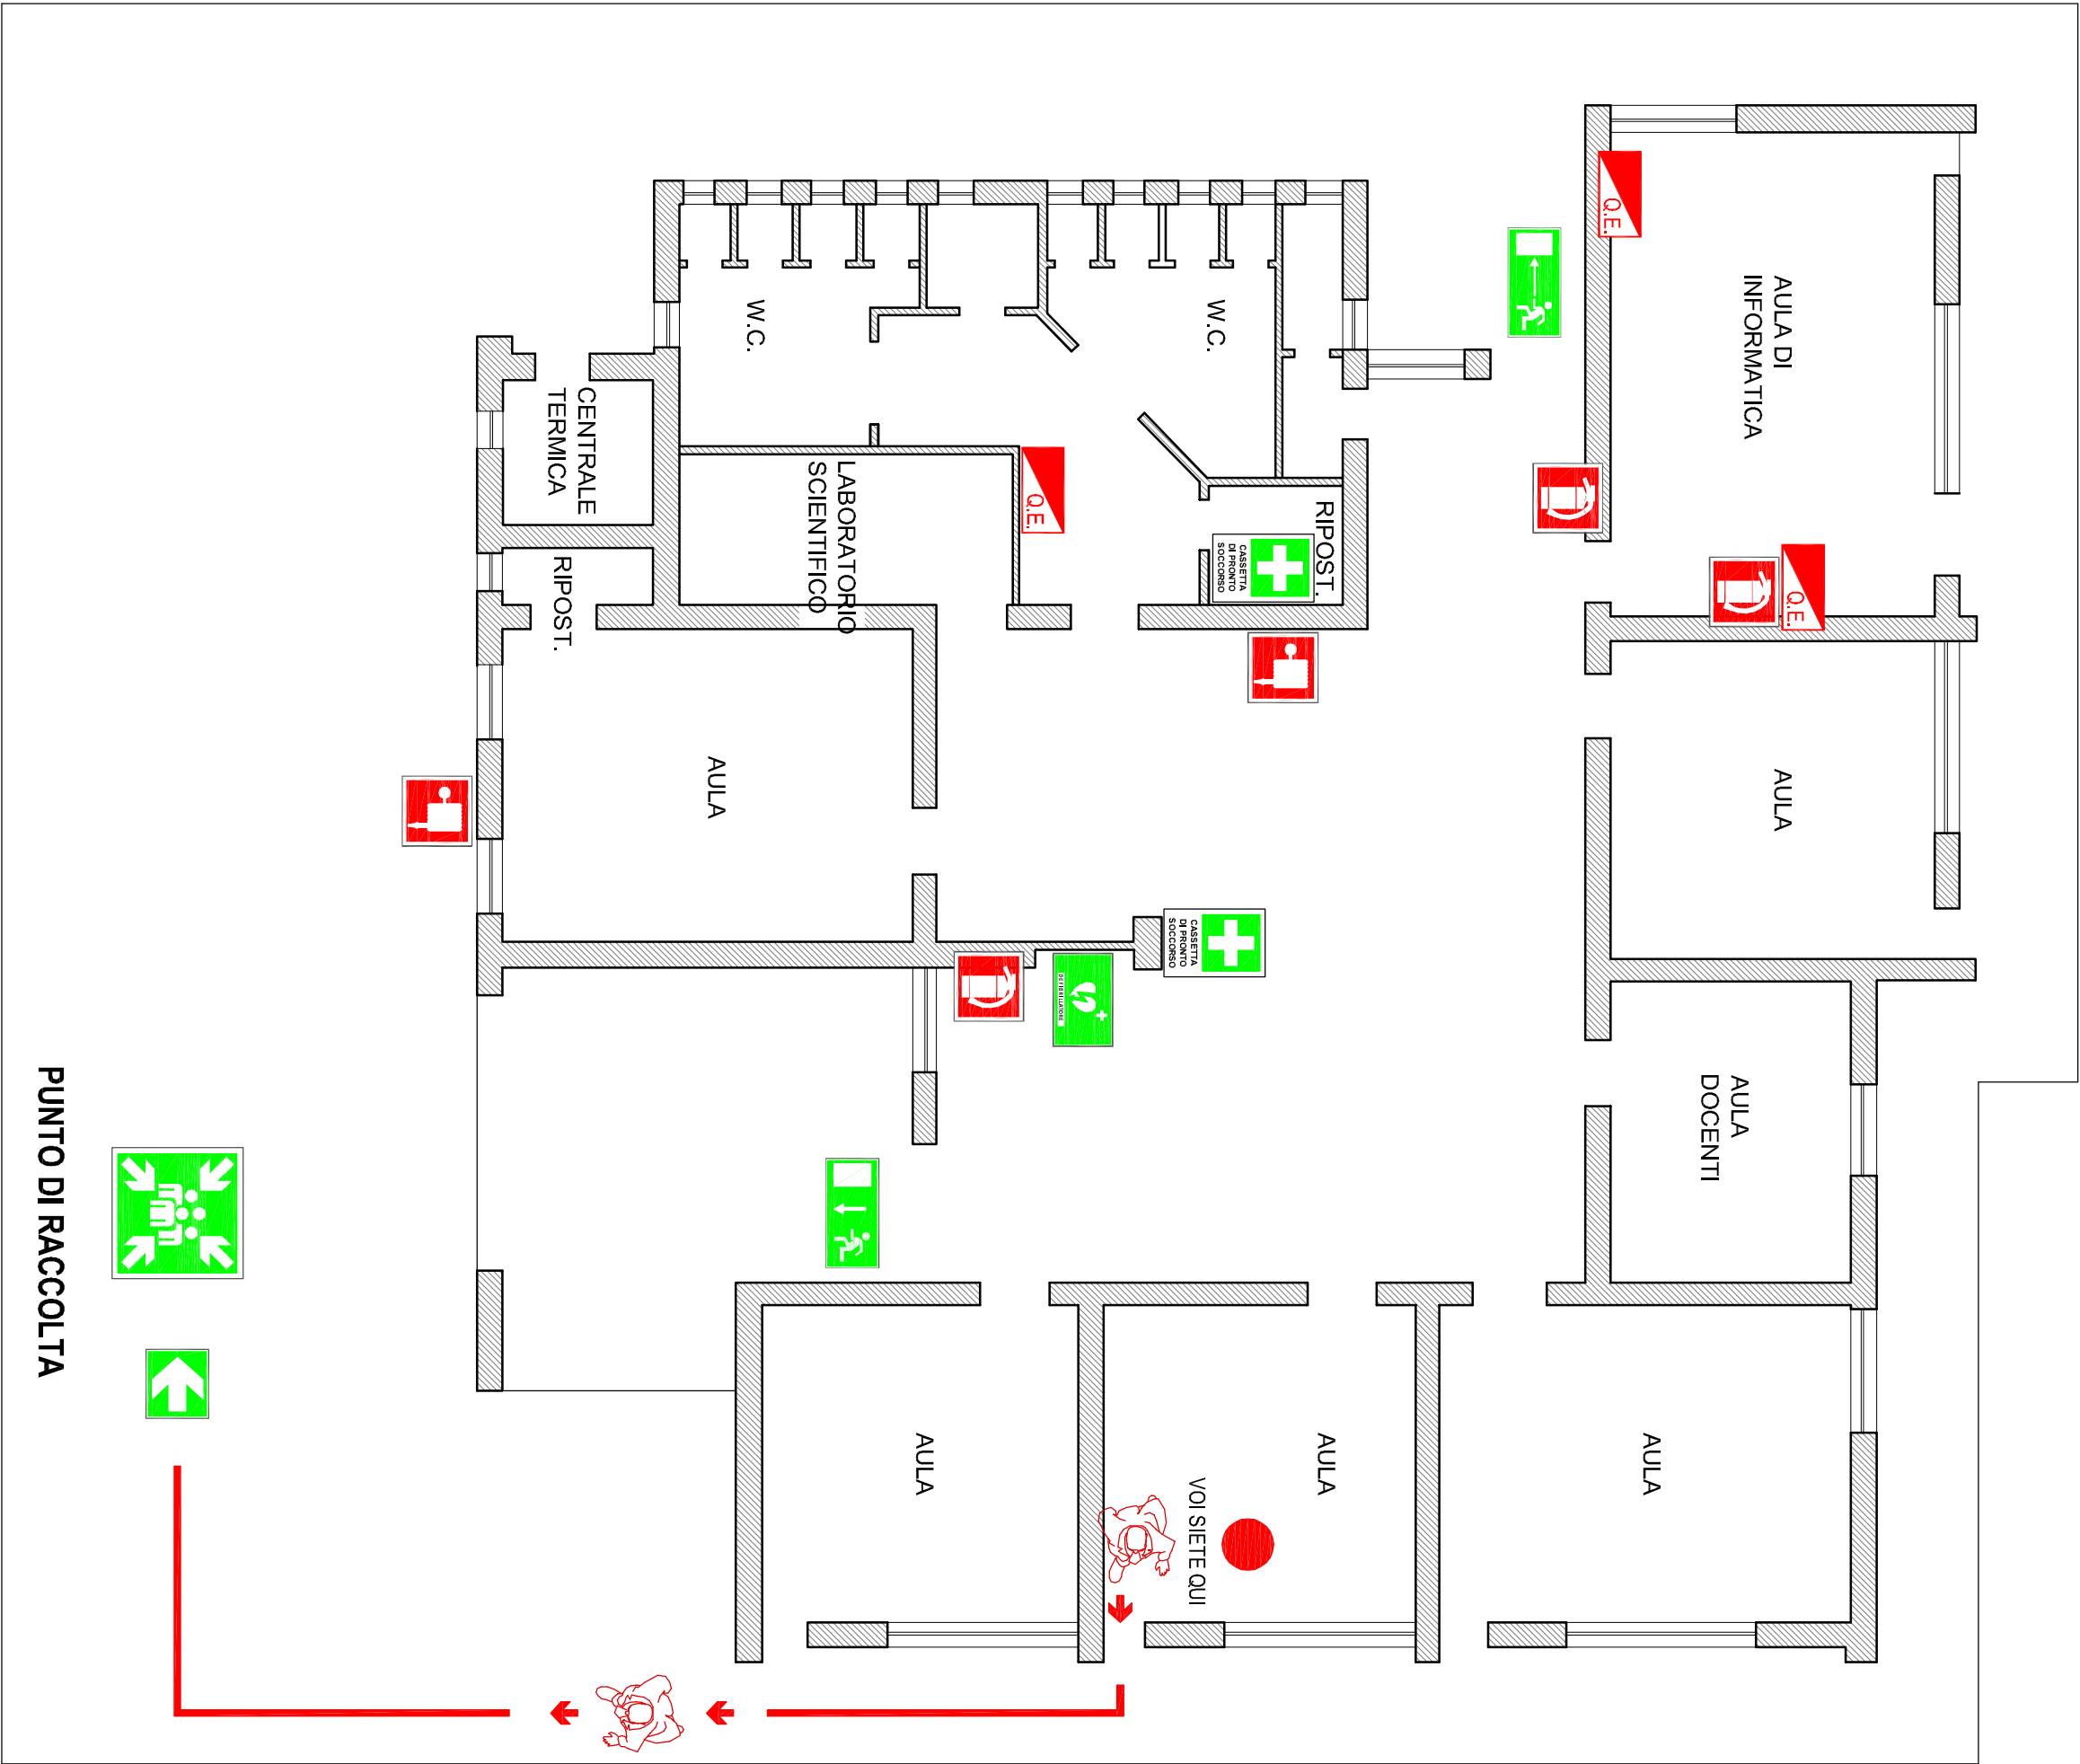 AULA DI
INFORMATICA
Q.E.
AULA
AULA
DOCENTI
AULA
Q.E.
RIPOST.
AULA
CASSETTA
DI PRONTO
SOCCORSO
W.C.
VOI SIETE QUI
CASSETTA
DI PRONTO
SOCCORSO
DEFIBRILLATORE
Q.E.
AULA
LABORATORIO
SCIENTIFICO
W.C.
AULA
CENTRALE
TERMICA
RIPOST.
PUNTO DI RACCOLTA